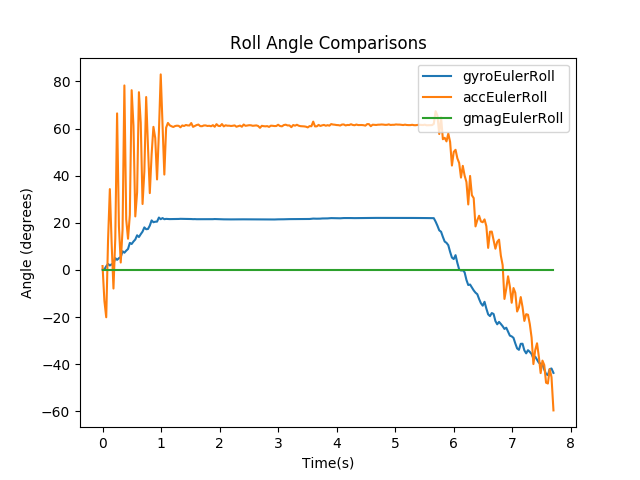 Roll Angle Comparisons
gyroEulerRoll
accEulerRoll
gmagEulerRoll
Angle (degrees)
80
60
40
20
0
−20
−40
−60
0 1 2 3 4 5 6 7 8
Time(s)